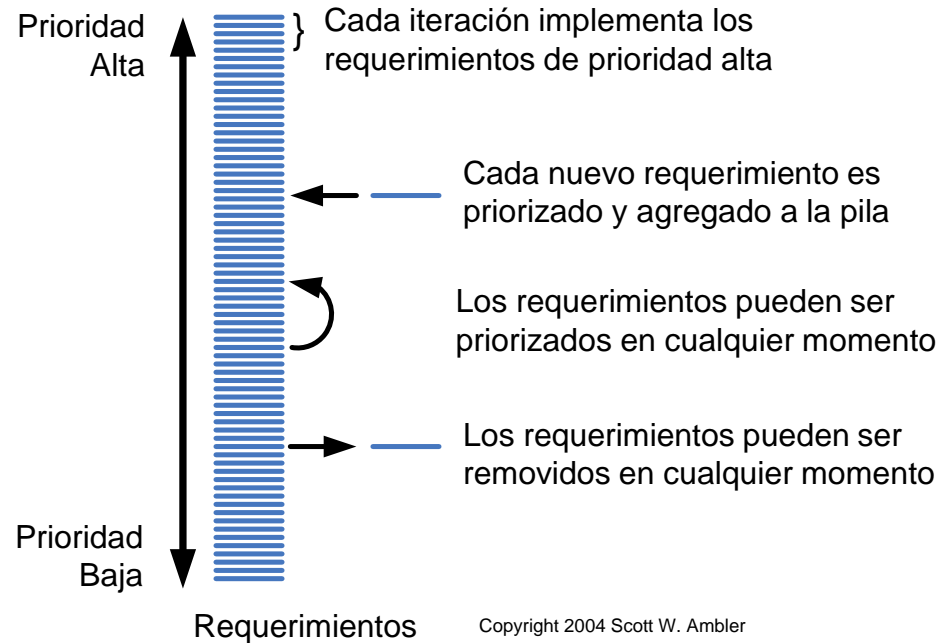 Prioridad
Alta
} Cada iteración implementa los
requerimientos de prioridad alta
Cada nuevo requerimiento es
priorizado y agregado a la pila
Los requerimientos pueden ser
priorizados en cualquier momento
Los requerimientos pueden ser
removidos en cualquier momento
Prioridad
Baja
Requerimientos
Copyright 2004 Scott W. Ambler